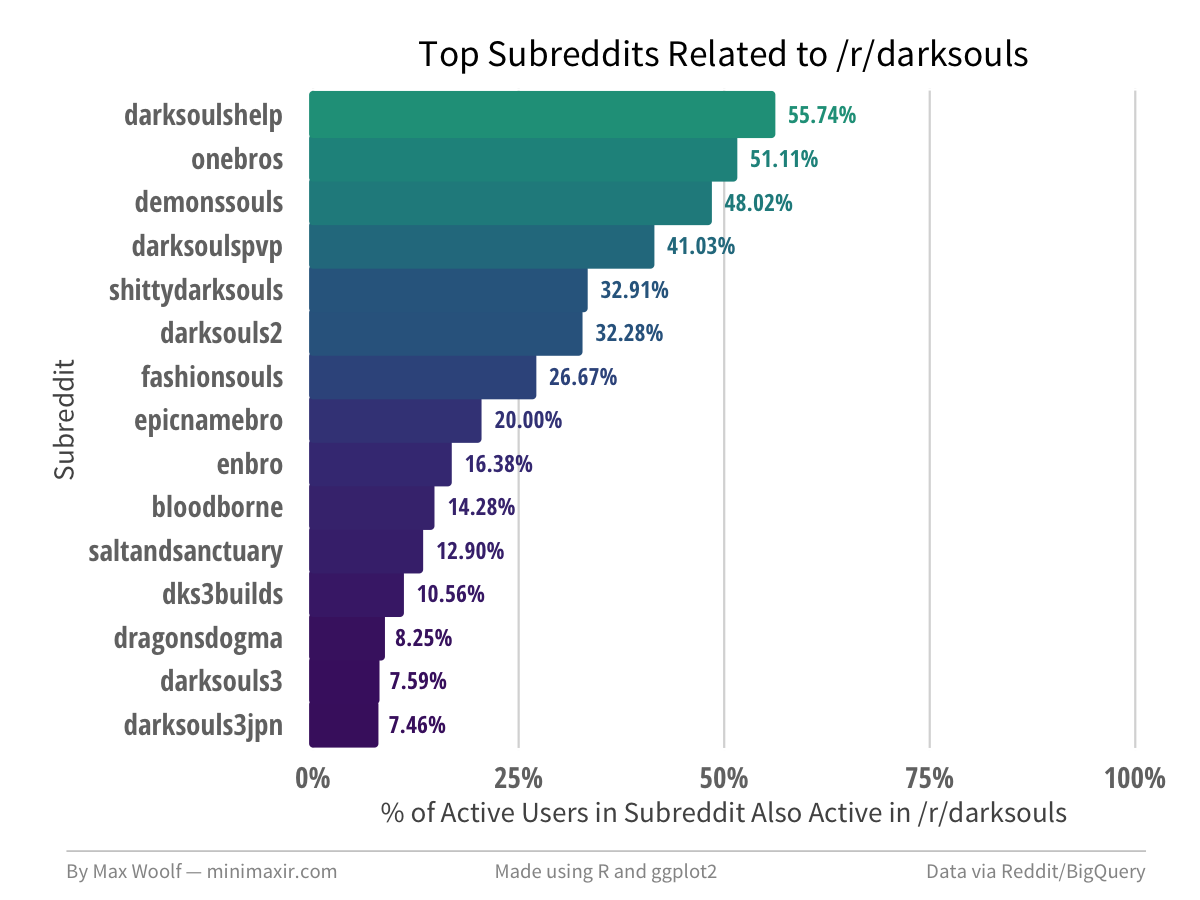 Top Subreddits Related to /r/darksouls
darksoulshelp 55.74%
onebros 51.11%
demonssouls 48.02%
darksoulspvp 41.03%
shittydarksouls 32.91%
darksouls2 32.28%
fashionsouls 26.67%
epicnamebro 20.00%
enbro 16.38%
bloodborne 14.28%
saltandsanctuary 12.90%
dks3builds 10.56%
dragonsdogma 8.25%
darksouls3 7.59%
darksouls3jpn 7.46%
Subreddit
0% 25% 50% 75% 100%
% of Active Users in Subreddit Also Active in /r/darksouls
By Max Woolf — minimaxir.com Made using R and ggplot2 Data via Reddit/BigQuery